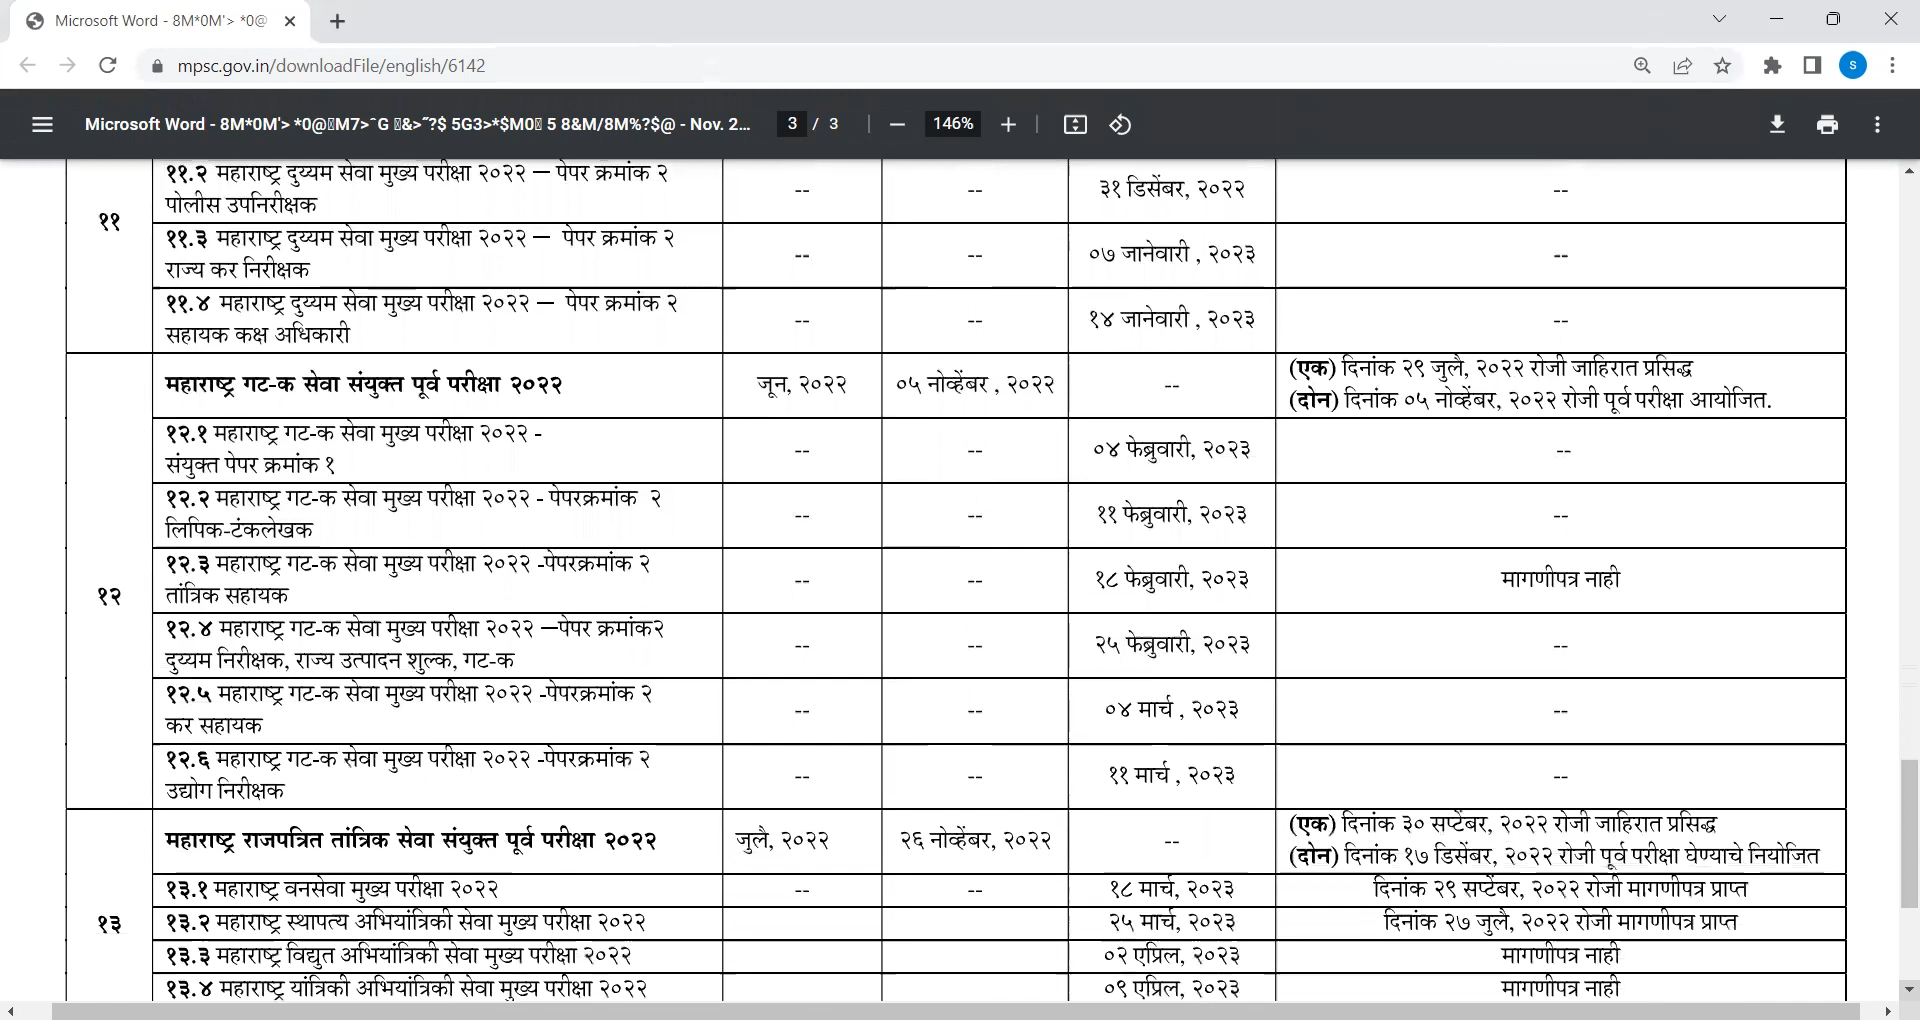 Microsoft Word - 8M*0M'> *0@
mpsc.gov.in/downloadFile/english/6142
S
Microsoft Word - 8M*0M'> *0@▯M7>ˆG ▯&>˜?$ 5G3>*$M0▯ 5 8&M/8M%?$@ - Nov. 2...
3 / 3
146%
११
११.२ महाराष्ट्र दुय्यम सेवा मुख्य परीक्षा २०२२ — पेपर क्रमांक २
पोलीस उपनिरीक्षक
-- -- ३१ डिसेंबर, २०२२ --
११.३ महाराष्ट्र दुय्यम सेवा मुख्य परीक्षा २०२२ — पेपर क्रमांक २
राज्य कर निरीक्षक
-- -- ०७ जानेवारी , २०२३ --
११.४ महाराष्ट्र दुय्यम सेवा मुख्य परीक्षा २०२२ — पेपर क्रमांक २
सहायक कक्ष अधिकारी
-- -- १४ जानेवारी , २०२३ --
१२
महाराष्ट्र गट-क सेवा संयुक्त पूर्व परीक्षा २०२२ जून, २०२२ ०५ नोव्हेंबर , २०२२ --
(एक) दिनांक २९ जुलै, २०२२ रोजी जाहिरात प्रसिद्ध
(दोन) दिनांक ०५ नोव्हेंबर, २०२२ रोजी पूर्व परीक्षा आयोजित.
१२.१ महाराष्ट्र गट-क सेवा मुख्य परीक्षा २०२२ -
संयुक्त पेपर क्रमांक १
-- -- ०४ फेब्रुवारी, २०२३ --
१२.२ महाराष्ट्र गट-क सेवा मुख्य परीक्षा २०२२ - पेपरक्रमांक २
लिपिक-टंकलेखक
-- -- ११ फेब्रुवारी, २०२३ --
१२.३ महाराष्ट्र गट-क सेवा मुख्य परीक्षा २०२२ -पेपरक्रमांक २
तांत्रिक सहायक
-- -- १८ फेब्रुवारी, २०२३ मागणीपत्र नाही
१२.४ महाराष्ट्र गट-क सेवा मुख्य परीक्षा २०२२ —पेपर क्रमांक२
दुय्यम निरीक्षक, राज्य उत्पादन शुल्क, गट-क
-- -- २५ फेब्रुवारी, २०२३ --
१२.५ महाराष्ट्र गट-क सेवा मुख्य परीक्षा २०२२ -पेपरक्रमांक २
कर सहायक
-- -- ०४ मार्च , २०२३ --
१२.६ महाराष्ट्र गट-क सेवा मुख्य परीक्षा २०२२ -पेपरक्रमांक २
उद्योग निरीक्षक
-- -- ११ मार्च , २०२३ --
१३
महाराष्ट्र राजपत्रित तांत्रिक सेवा संयुक्त पूर्व परीक्षा २०२२ जुलै, २०२२ २६ नोव्हेंबर, २०२२ --
(एक) दिनांक ३० सप्टेंबर, २०२२ रोजी जाहिरात प्रसिद्ध
(दोन) दिनांक १७ डिसेंबर, २०२२ रोजी पूर्व परीक्षा घेण्याचे नियोजित
१३.१ महाराष्ट्र वनसेवा मुख्य परीक्षा २०२२ -- -- १८ मार्च, २०२३ दिनांक २९ सप्टेंबर, २०२२ रोजी मागणीपत्र प्राप्त
१३.२ महाराष्ट्र स्थापत्य अभियांत्रिकी सेवा मुख्य परीक्षा २०२२ २५ मार्च, २०२३ दिनांक २७ जुलै, २०२२ रोजी मागणीपत्र प्राप्त
१३.३ महाराष्ट्र विद्युत अभियांत्रिकी सेवा मुख्य परीक्षा २०२२ ०२ एप्रिल, २०२३ मागणीपत्र नाही
१३.४ महाराष्ट्र यांत्रिकी अभियांत्रिकी सेवा मुख्य परीक्षा २०२२ ०९ एप्रिल, २०२३ मागणीपत्र नाही